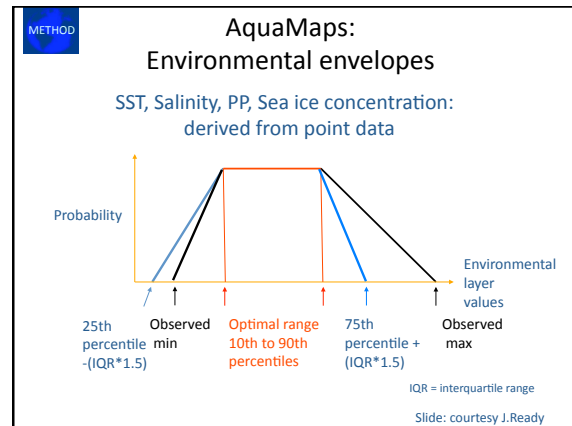 METHOD
AquaMaps:
Environmental envelopes
SST, Salinity, PP, Sea ice concentration:
derived from point data
Probability
Environmental
layer
values
25th
percentile
-(IQR*1.5)
Observed
min
Optimal range
10th to 90th
percentiles
75th
percentile +
(IQR*1.5)
Observed
max
IQR = interquartile range
Slide: courtesy J.Ready